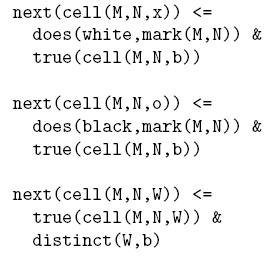 next(cell(M,N,x)) <=
does(white,mark(M,N)) &
true(cell(M,N,b))
next(cell(M,N,o)) <=
does(black,mark(M,N)) &
true(cell(M,N,b))
next(cell(M,N,W)) <=
true(cell(M,N,W)) &
distinct(W,b)